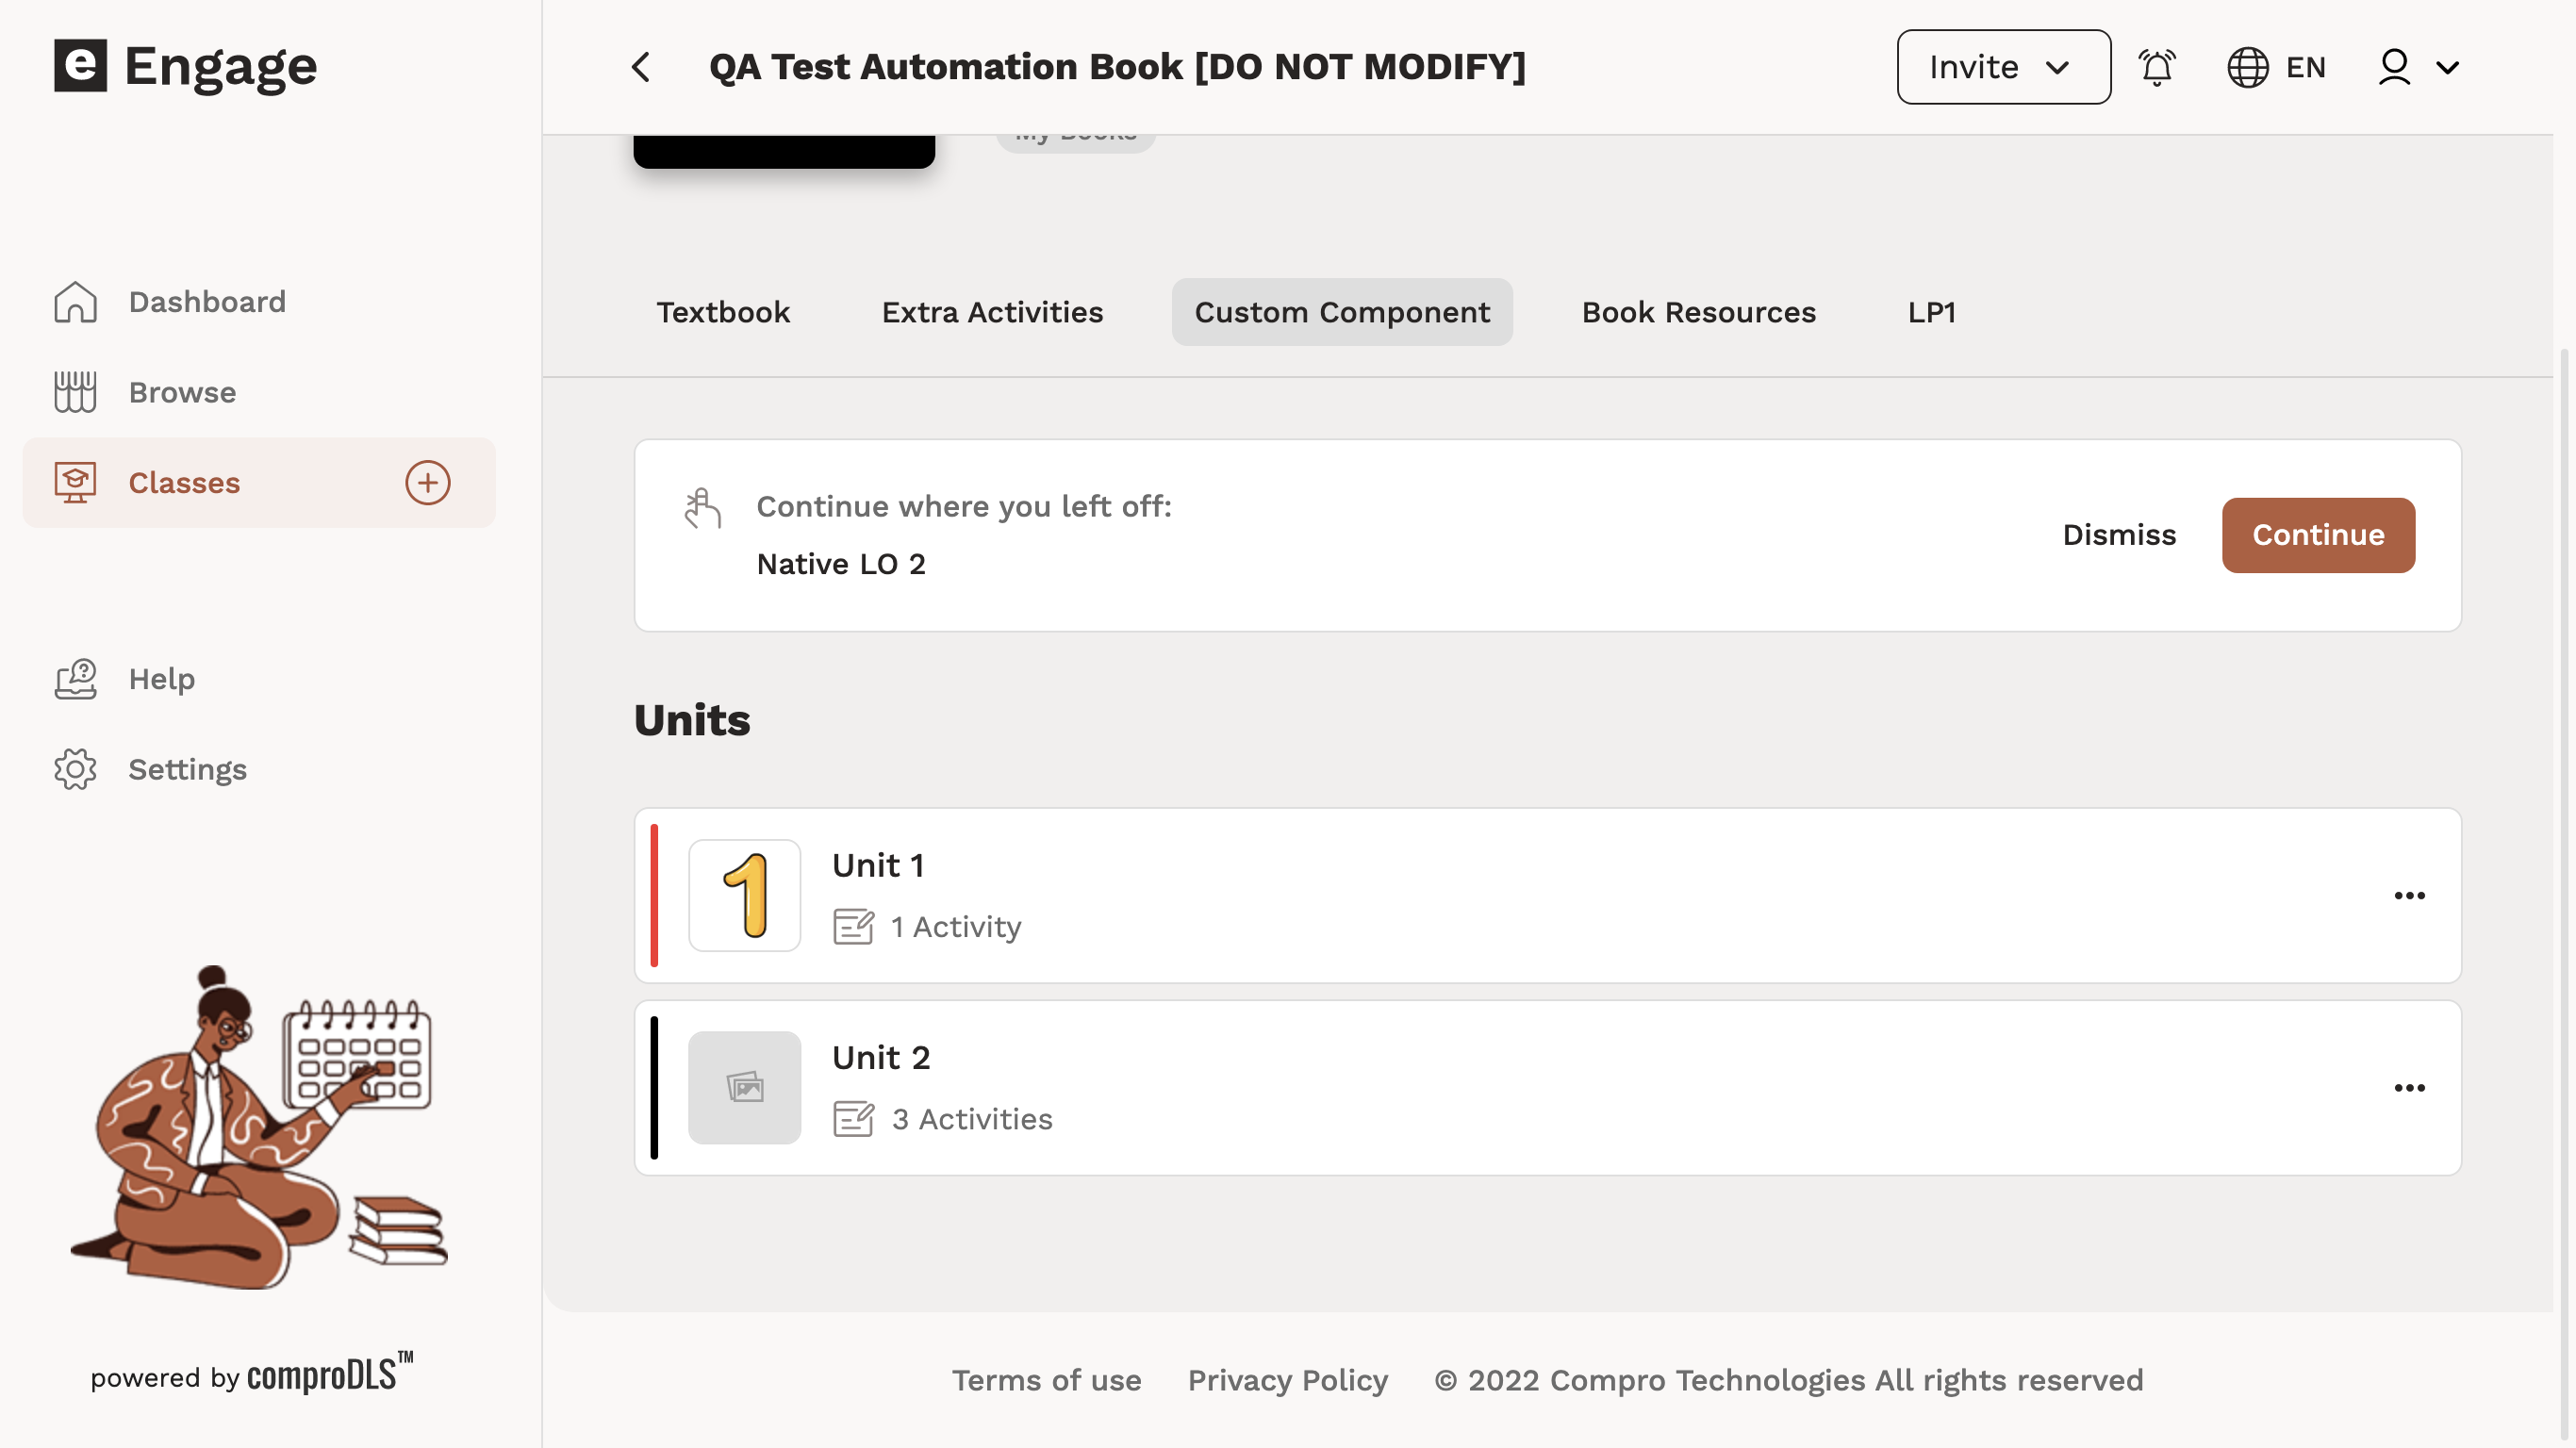 e Engage
QA Test Automation Book [DO NOT MODIFY]
Invite
EN
My Books
Dashboard
Browse
Classes
Help
Settings
Textbook
Extra Activities
Custom Component
Book Resources
LP1
Continue where you left off:
Native LO 2
Dismiss
Continue
Units
1
Unit 1
1 Activity
Unit 2
3 Activities
powered by comproDLS™
Terms of use
Privacy Policy
© 2022 Compro Technologies All rights reserved